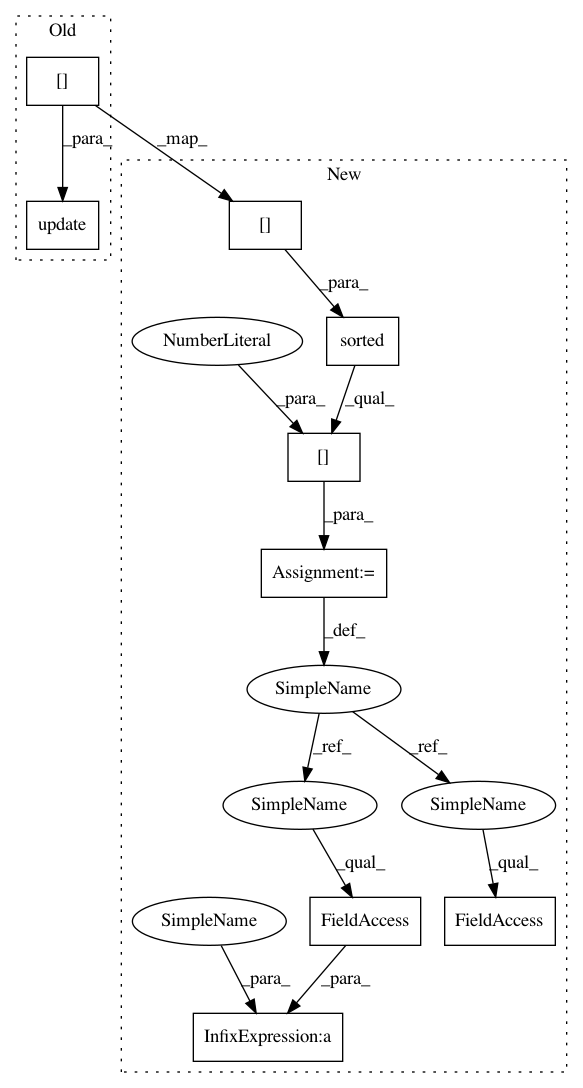 Old
[]
_para_
_map_
New
update
[]
_para_
NumberLiteral
sorted
_para_
_qual_
[]
_para_
Assignment:=
_def_
SimpleName
_ref_
_ref_
SimpleName
SimpleName
_qual_
_qual_
SimpleName
FieldAccess
FieldAccess
_para_
_para_
InfixExpression:a